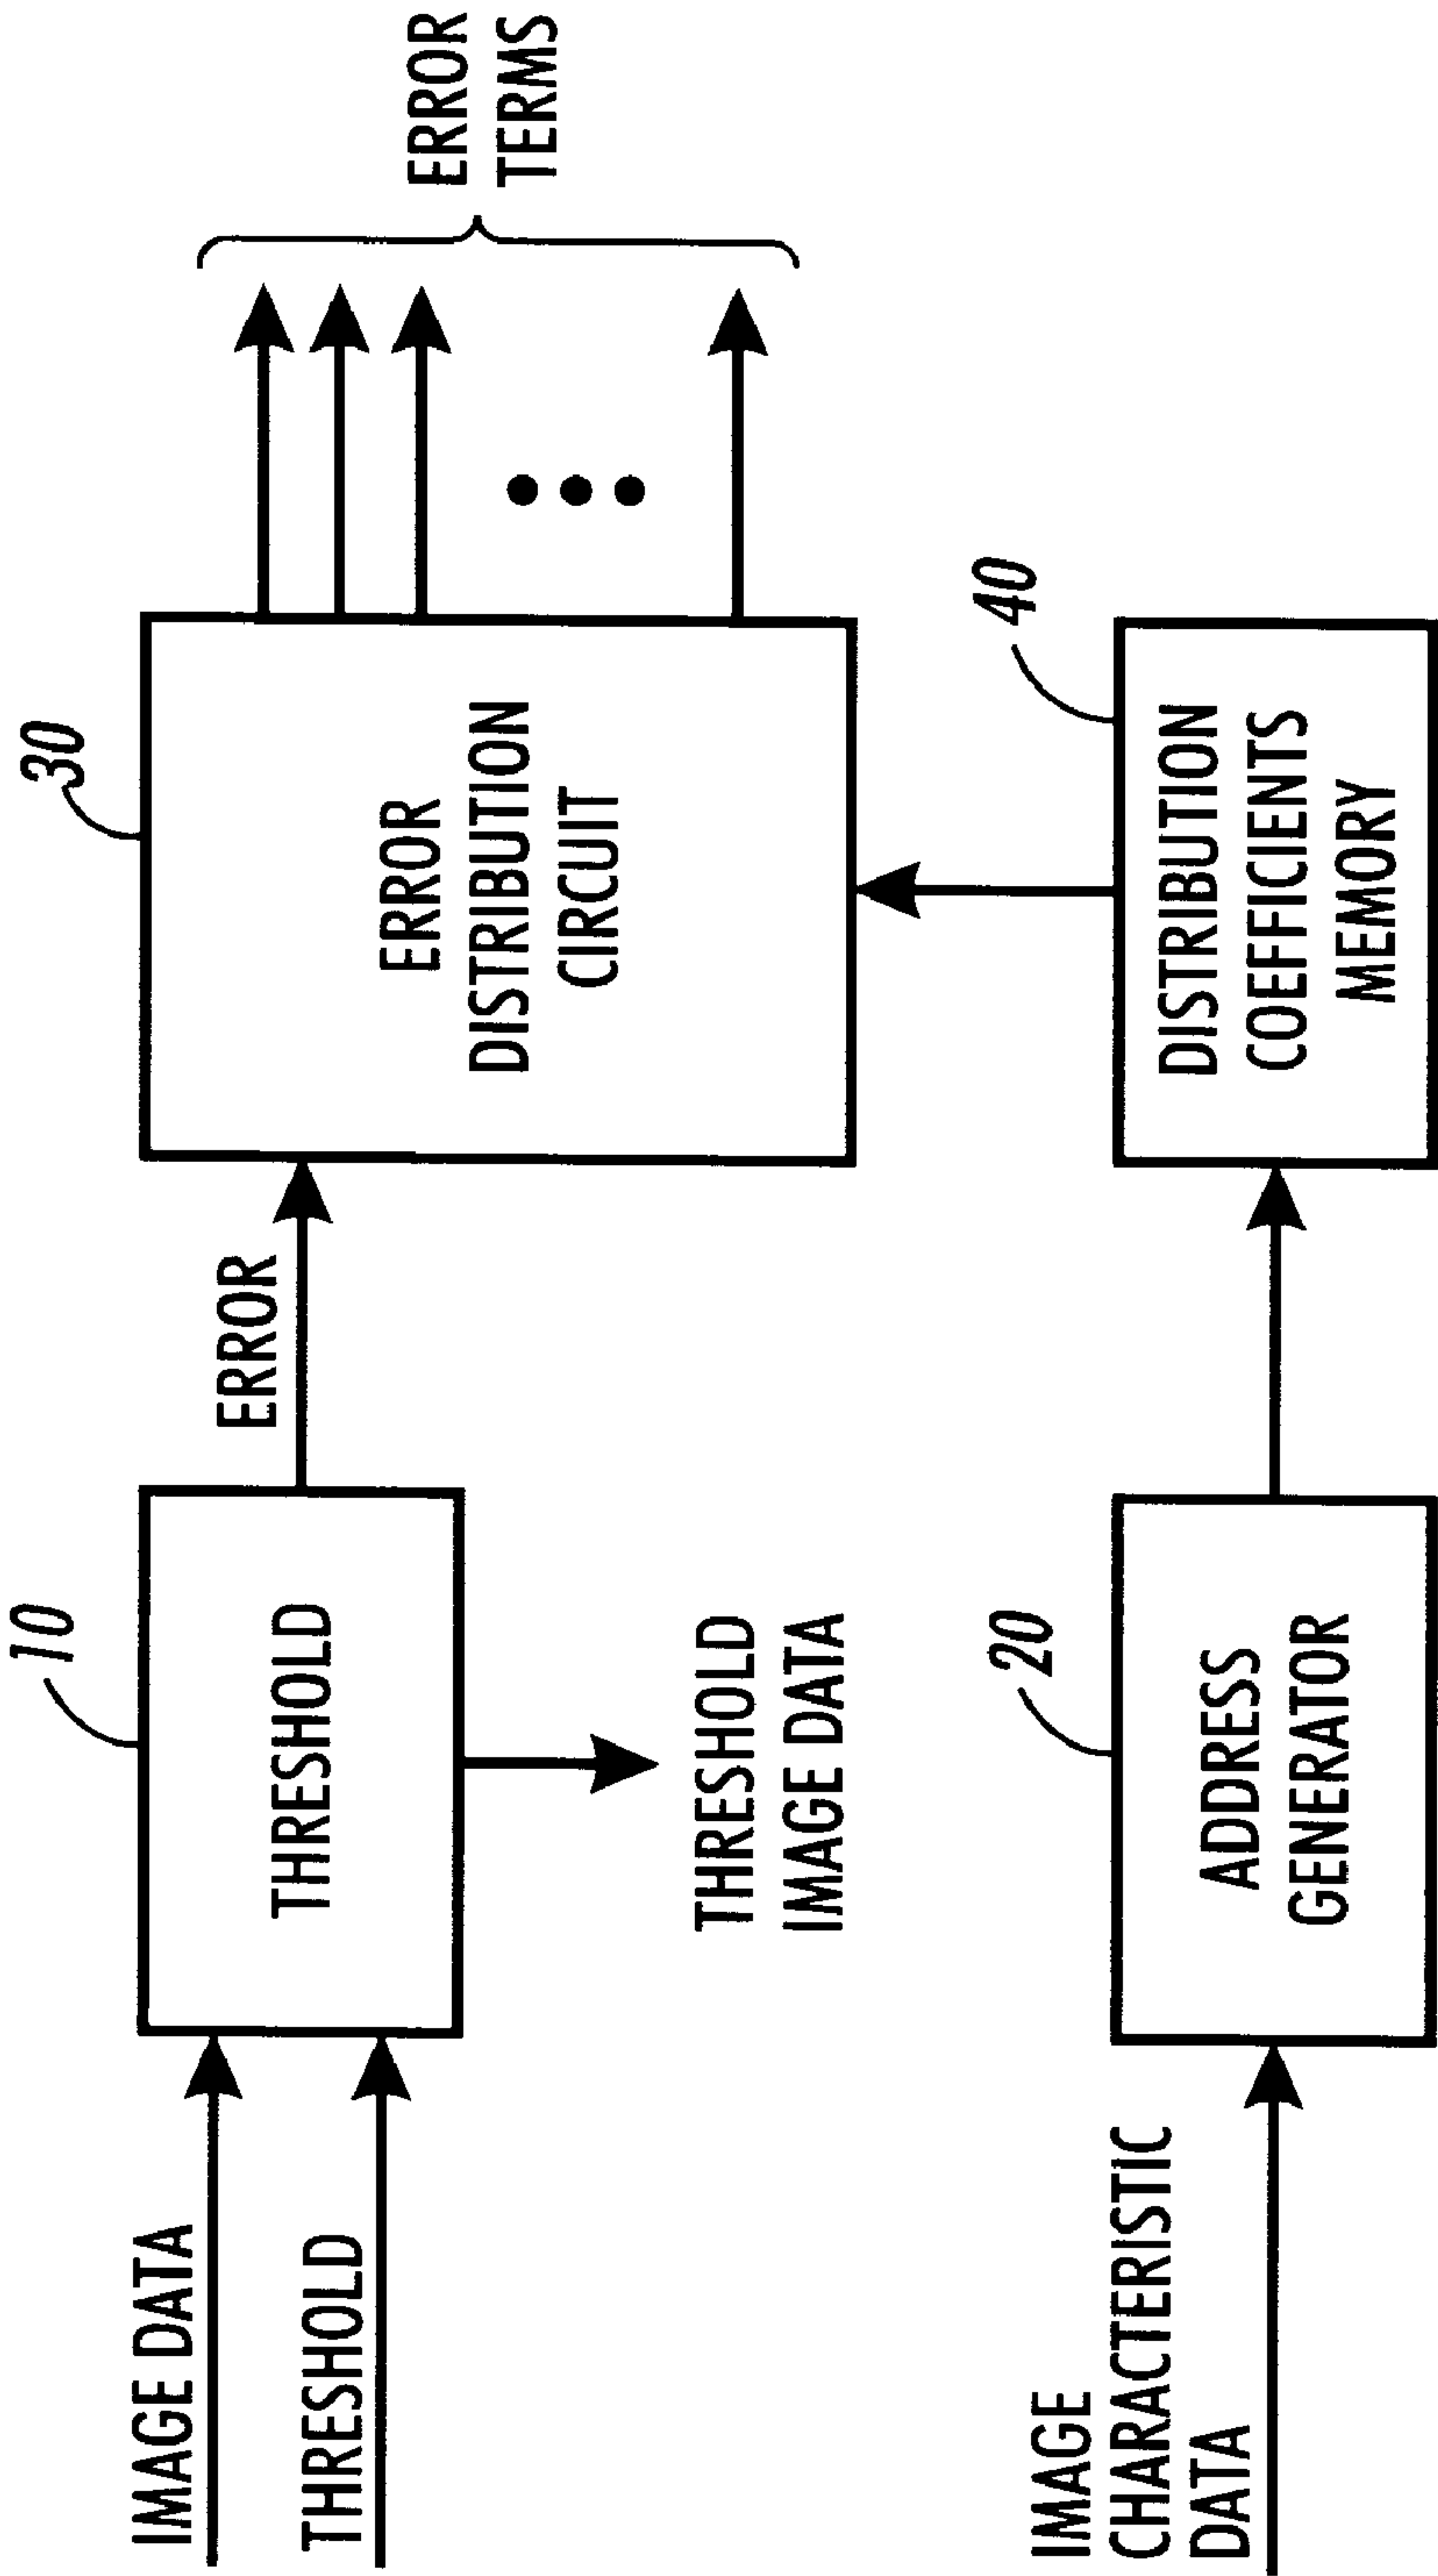 IMAGE DATA
THRESHOLD
10
THRESHOLD
THRESHOLD
IMAGE DATA
ERROR
30
ERROR
DISTRIBUTION
CIRCUIT
ERROR
TERMS
IMAGE
CHARACTERISTIC
DATA
20
ADDRESS
GENERATOR
40
DISTRIBUTION
COEFFICIENTS
MEMORY